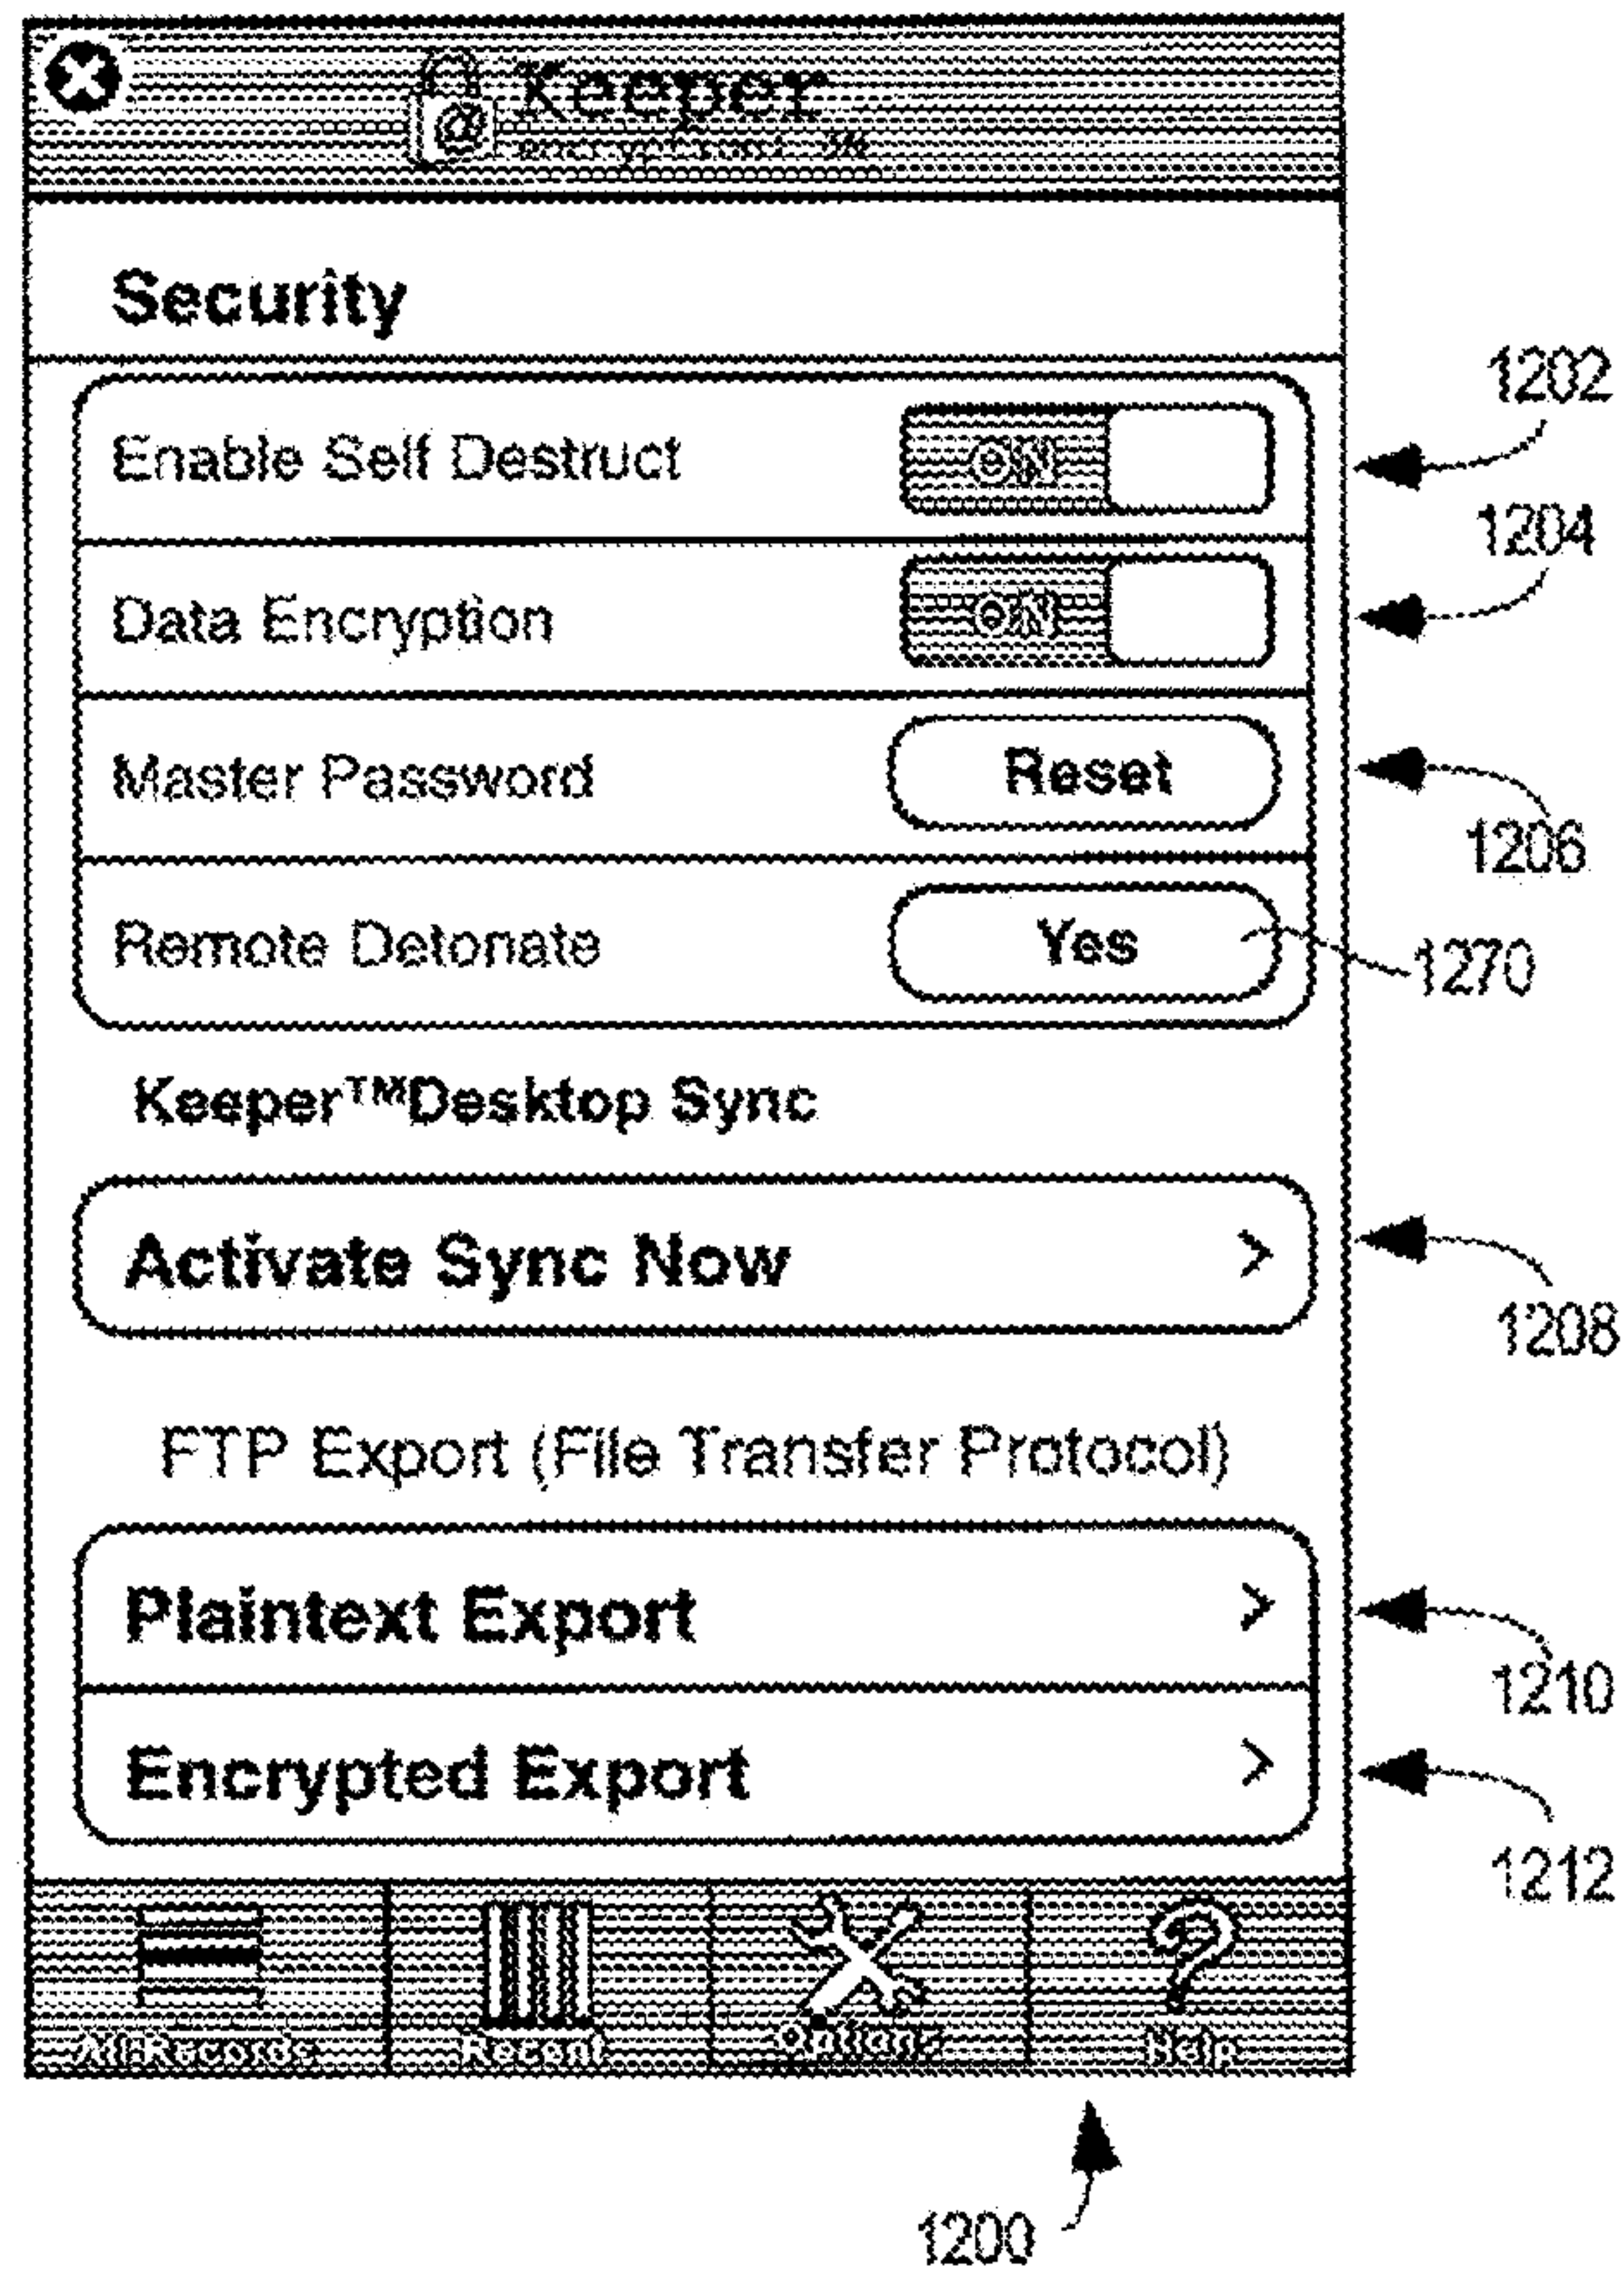 Keeper
encryption:
Security
Enable Self Destruct ON 1202
Data Encryption ON 1204
Master Password Reset 1206
Remote Detonate Yes 1270
Keeper™Desktop Sync
Activate Sync Now > 1208
FTP Export (File Transfer Protocol)
Plaintext Export > 1210
Encrypted Export > 1212
All Records Recent Options Help
1200